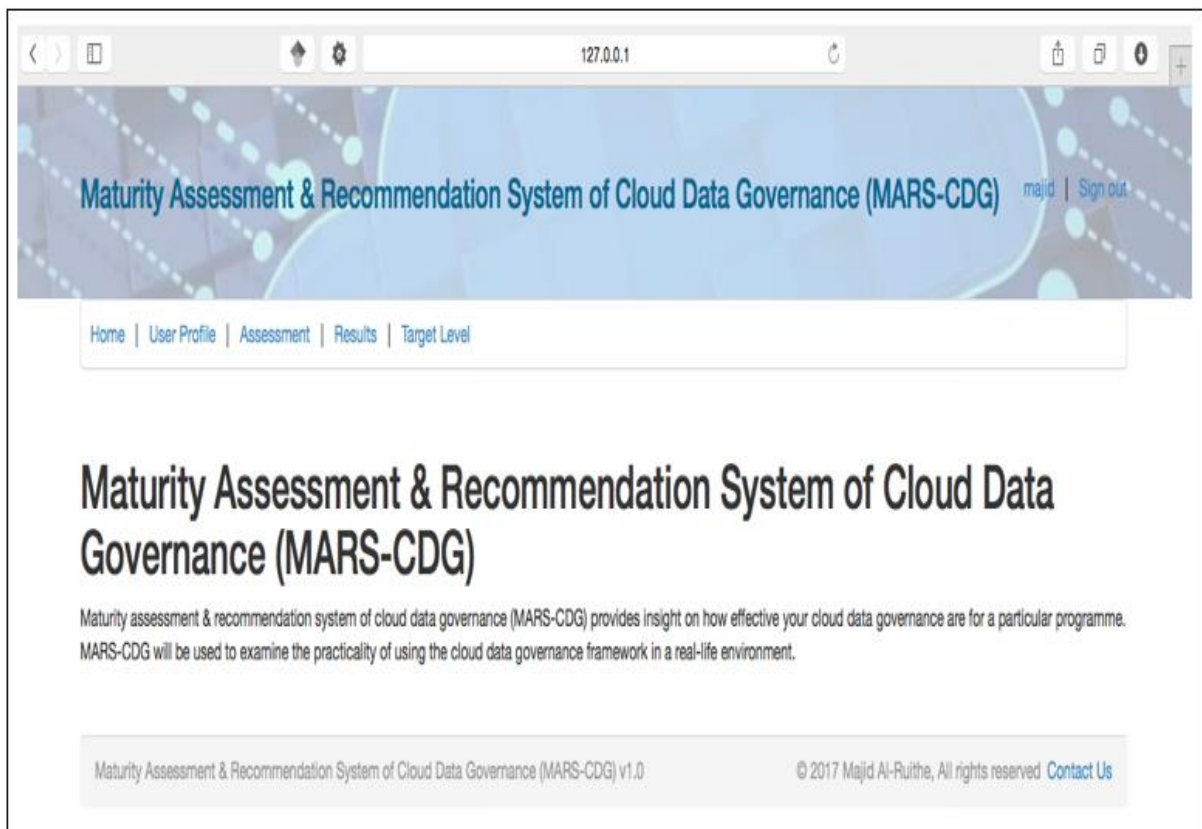 127.0.0.1
Maturity Assessment & Recommendation System of Cloud Data Governance (MARS-CDG)
majid | Sign out
Home | User Profile | Assessment | Results | Target Level
Maturity Assessment & Recommendation System of Cloud Data
Governance (MARS-CDG)
Maturity assessment & recommendation system of cloud data governance (MARS-CDG) provides insight on how effective your cloud data governance are for a particular programme.
MARS-CDG will be used to examine the practicality of using the cloud data governance framework in a real-life environment.
Maturity Assessment & Recommendation System of Cloud Data Governance (MARS-CDG) v1.0
© 2017 Majid Al-Ruithe, All rights reserved Contact Us